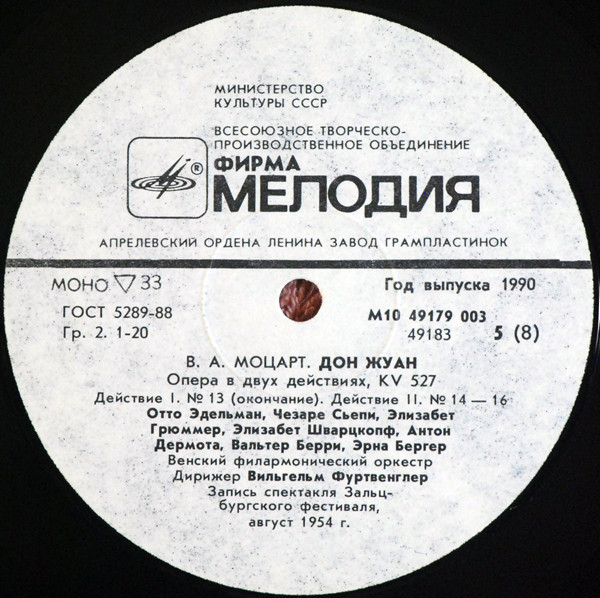 МИНИСТЕРСТВО
КУЛЬТУРЫ СССР
ВСЕСОЮЗНОЕ ТВОРЧЕСКО-
ПРОИЗВОДСТВЕННОЕ ОБЪЕДИНЕНИЕ
ФИРМА
® МЕЛОДИЯ
АПРЕЛЕВСКИЙ ОРДЕНА ЛЕНИНА ЗАВОД ГРАМПЛАСТИНОК
МОНО ▽ 33
ГОСТ 5289-88
Гр. 2. 1-20
Год выпуска 1990
М10 49179 003
49183 5 (8)
В. А. МОЦАРТ. ДОН ЖУАН
Опера в двух действиях, KV 527
Действие I. № 13 (окончание). Действие II. № 14 — 16
Отто Эдельман, Чезаре Сьепи, Элизабет
Грюммер, Элизабет Шварцкопф, Антон
Дермота, Вальтер Берри, Эрна Бергер
Венский филармонический оркестр
Дирижер Вильгельм Фуртвенглер
Запись спектакля Зальц-
бургского фестиваля,
август 1954 г.